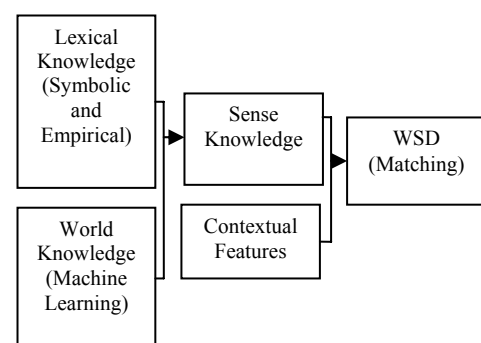 Lexical
Knowledge
(Symbolic
and
Empirical)
Sense
Knowledge
WSD
(Matching)
World
Knowledge
(Machine
Learning)
Contextual
Features